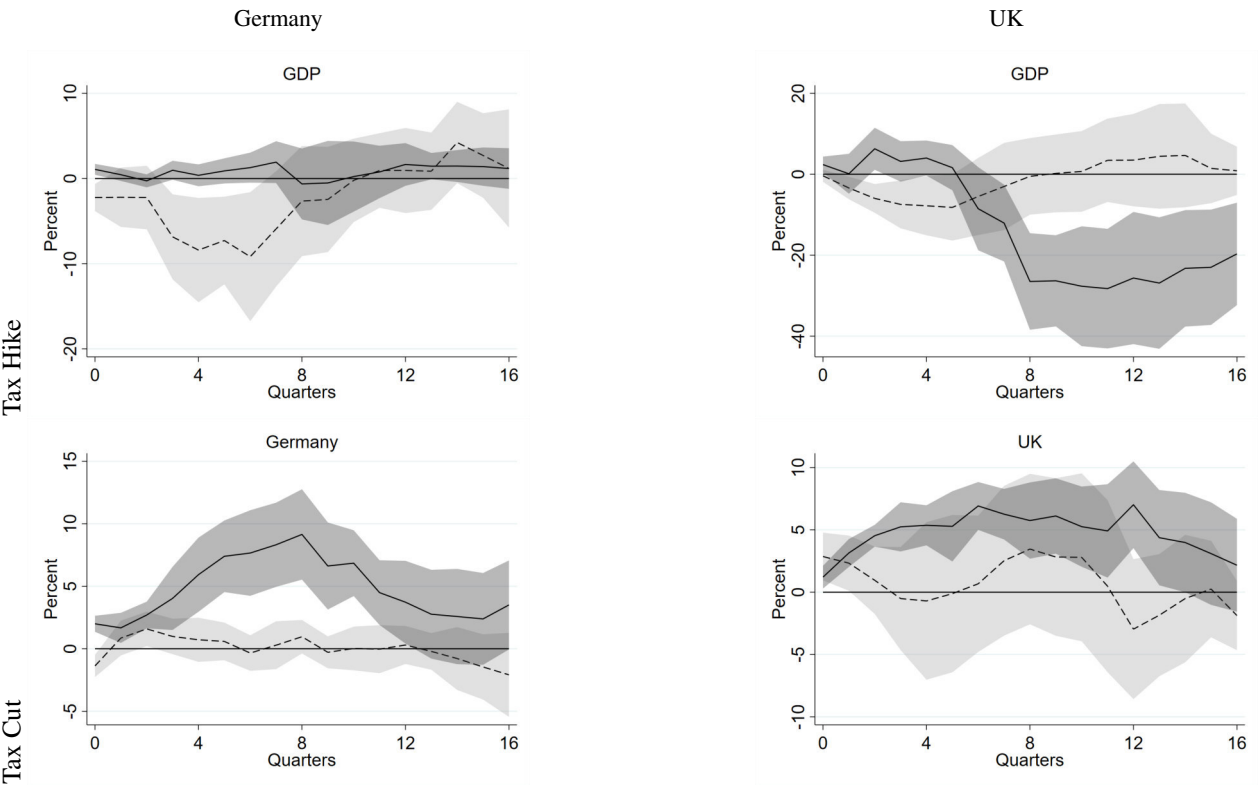 Germany
UK
Tax Hike
GDP
Percent
10
0
-10
-20
0 4 8 12 16
Quarters
GDP
Percent
20
0
-20
-40
0 4 8 12 16
Quarters
Tax Cut
Germany
Percent
15
10
5
0
-5
0 4 8 12 16
Quarters
UK
Percent
10
5
0
-5
-10
0 4 8 12 16
Quarters